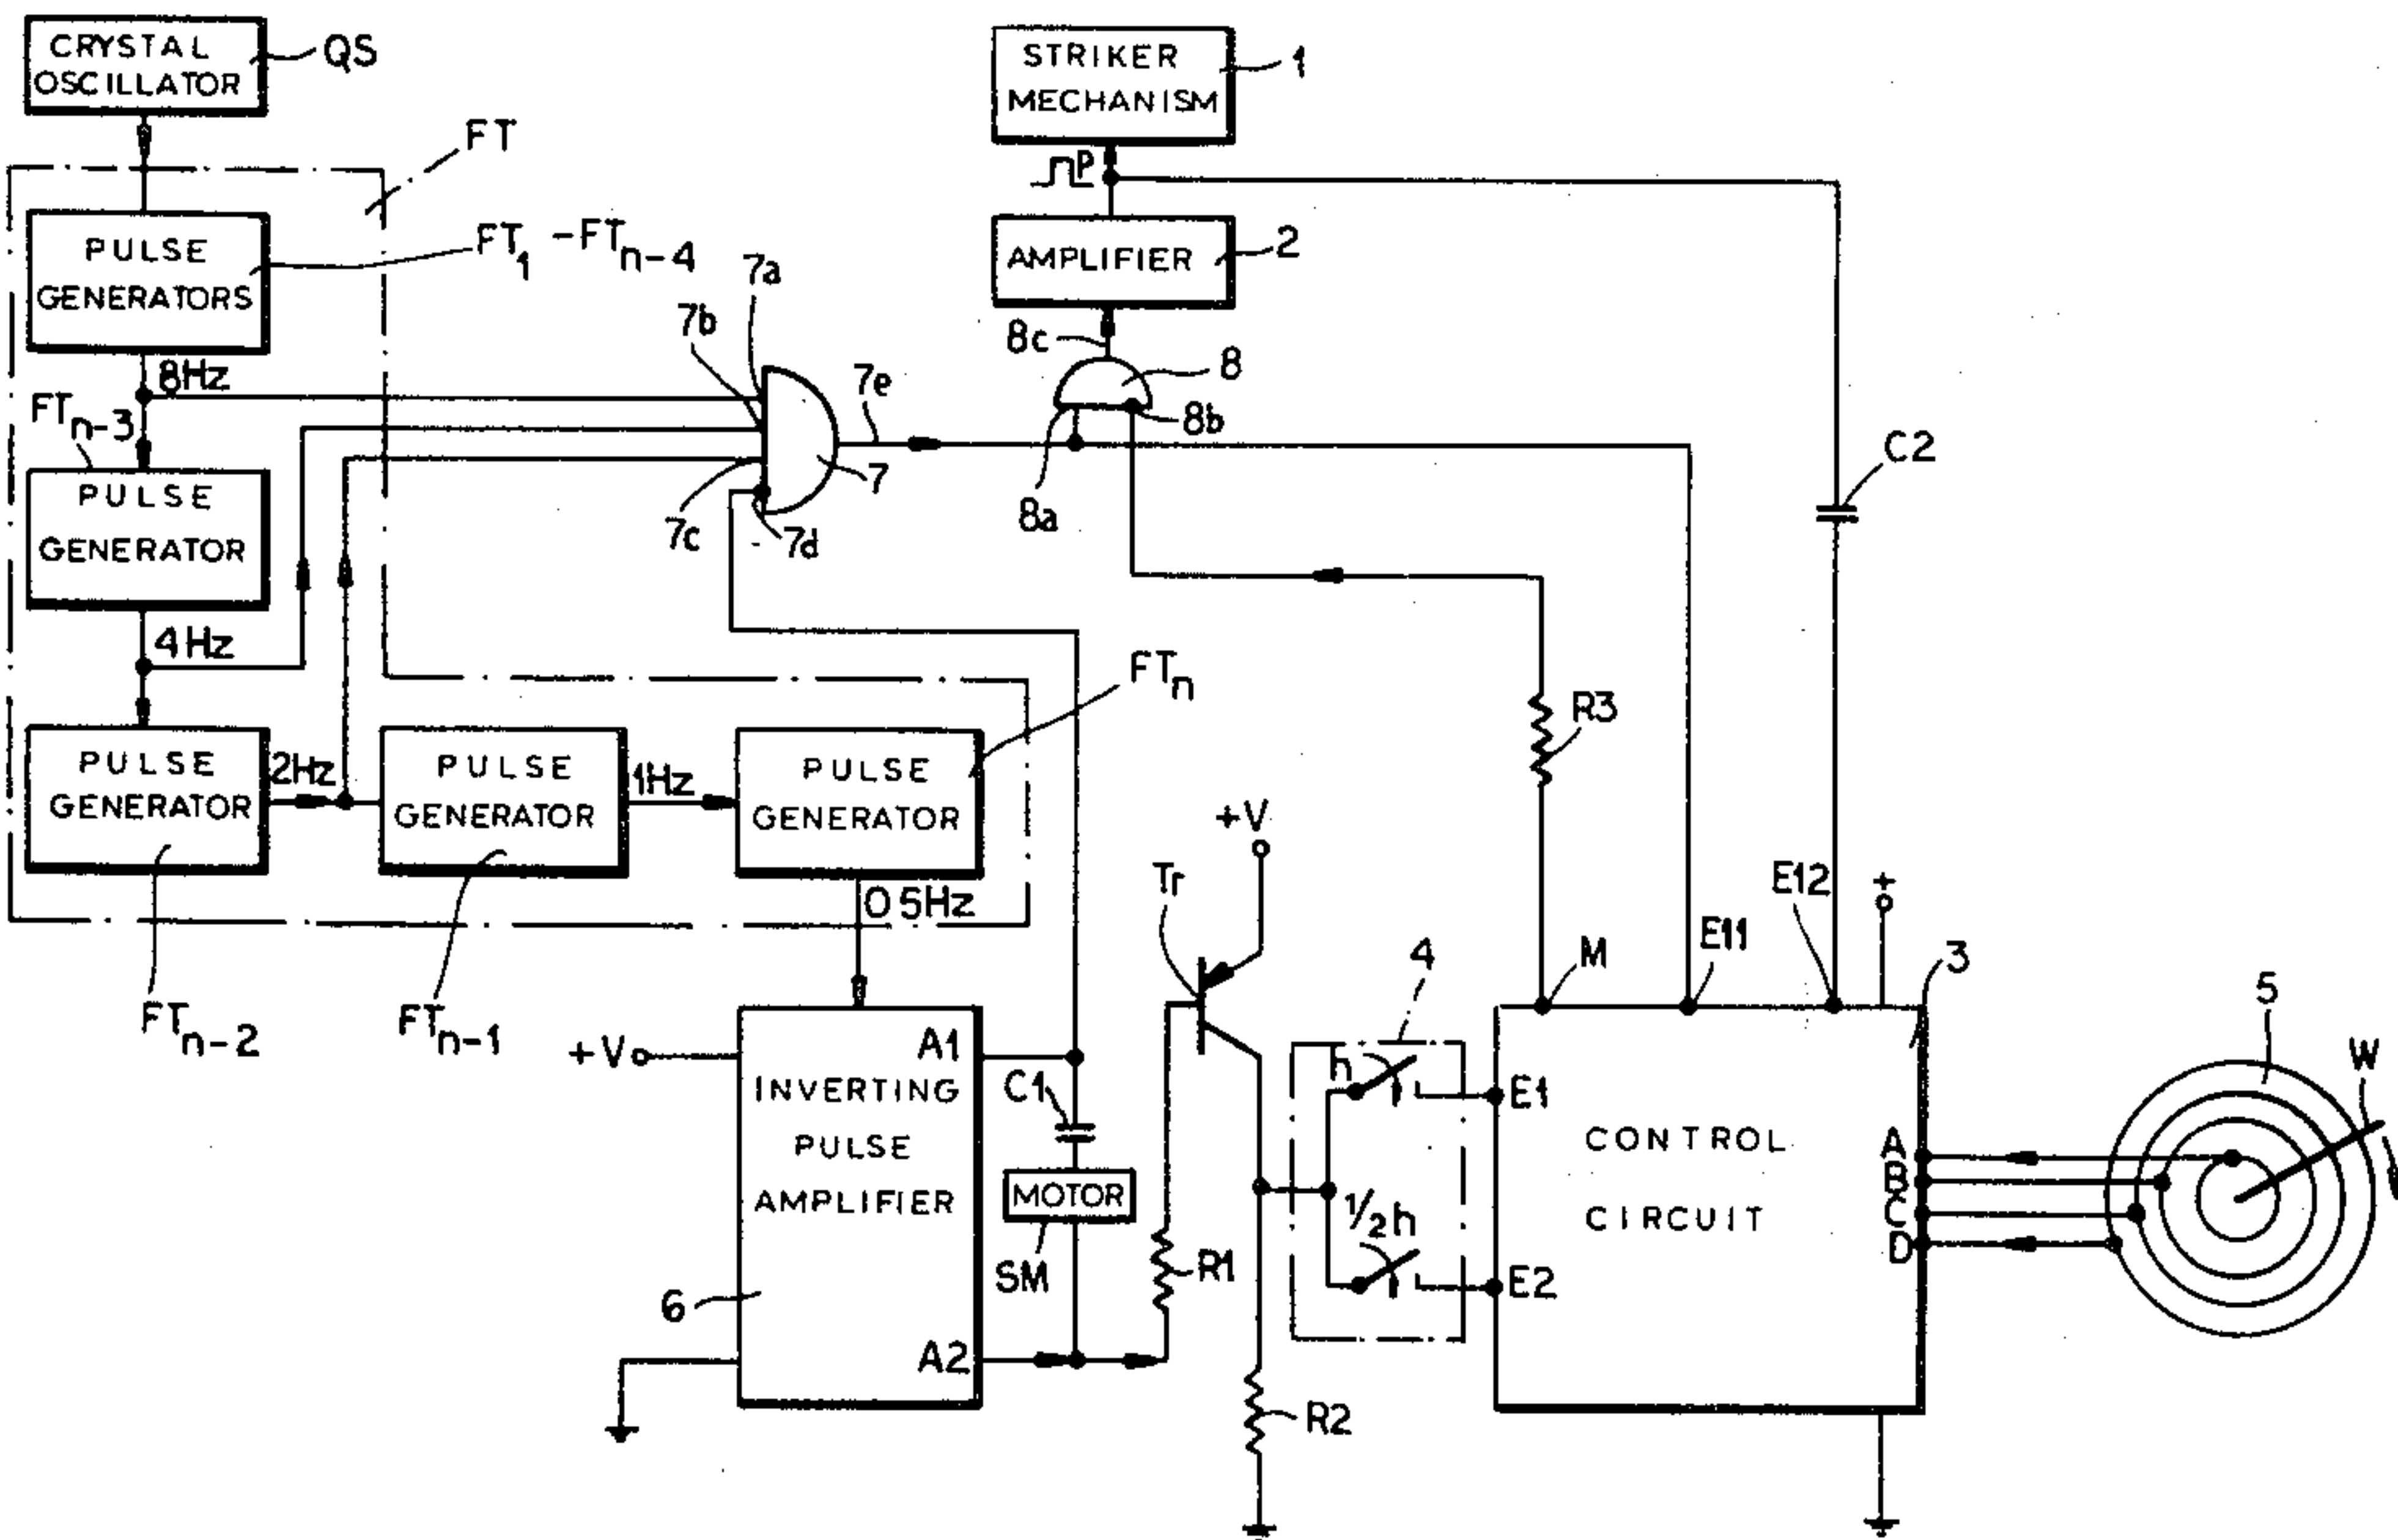 CRYSTAL
OSCILLATOR
QS
STRIKER
MECHANISM
1
FT
P
PULSE
GENERATORS
FT1 - FTn-4
AMPLIFIER
2
7a
7b
8c
8
8Hz
7e
8b
FTn-3
7
8a
C2
PULSE
GENERATOR
7c
7d
4Hz
FTn
R3
PULSE
GENERATOR
2Hz
PULSE
GENERATOR
1Hz
PULSE
GENERATOR
+V
Tr
0 5Hz
E12
+
M
E11
3
4
5
FTn-2
FTn-1
+V
A1
W
INVERTING
PULSE
AMPLIFIER
C1
h
E1
CONTROL
CIRCUIT
A
B
C
D
MOTOR
1/2h
SM
R1
E2
6
A2
R2